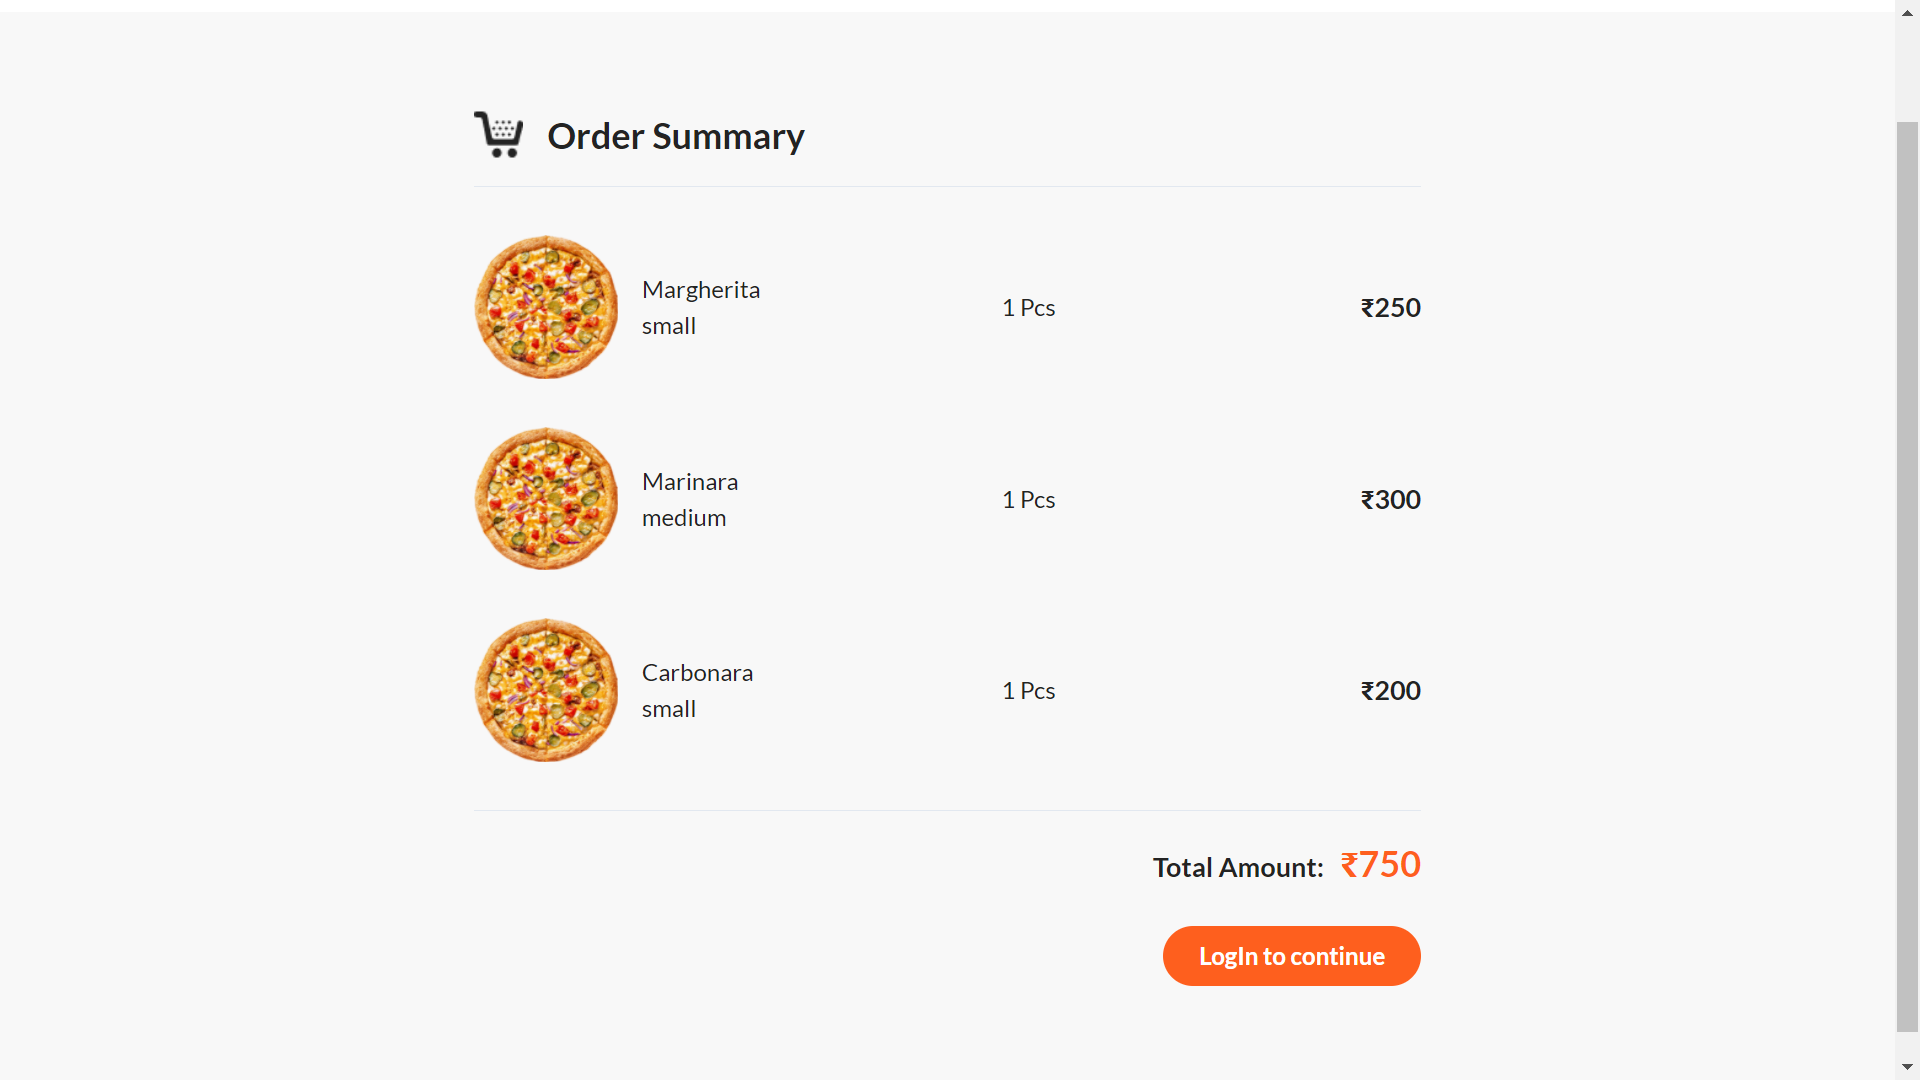 Order Summary
Margherita
small
1 Pcs
₹250
Marinara
medium
1 Pcs
₹300
Carbonara
small
1 Pcs
₹200
Total Amount: ₹750
LogIn to continue